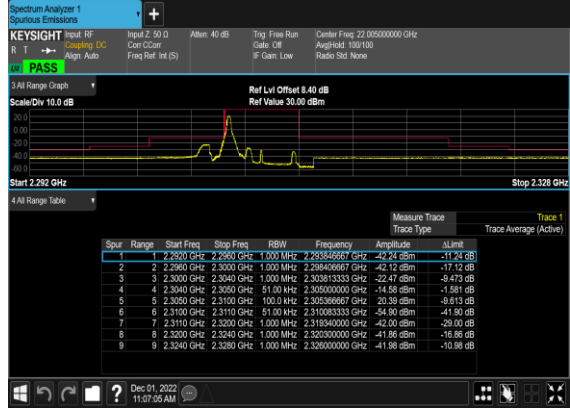 Spectrum Analyzer 1
Spurious Emissions
KEYSIGHT Input: RF Input Z: 50 Ω Atten: 40 dB Trig: Free Run Center Freq: 22.005000000 GHz
R T Coupling: DC Corr CCorr Gate: Off Avg|Hold: 100/100
Align: Auto Freq Ref: Int (S) IF Gain: Low Radio Std: None
LW PASS
3 All Range Graph
Ref Lvl Offset 8.40 dB
Scale/Div 10.0 dB Ref Value 30.00 dBm
20.0
0.00
-20.0
-40.0
-60.0
Start 2.292 GHz Stop 2.328 GHz
4 All Range Table
Measure Trace Trace 1
Trace Type Trace Average (Active)
Spur Range Start Freq Stop Freq RBW Frequency Amplitude ΔLimit
1 1 2.2920 GHz 2.2960 GHz 1.000 MHz 2.293846667 GHz -42.24 dBm -11.24 dB
2 2 2.2960 GHz 2.3000 GHz 1.000 MHz 2.298406667 GHz -42.12 dBm -17.12 dB
3 3 2.3000 GHz 2.3040 GHz 1.000 MHz 2.303813333 GHz -22.47 dBm -9.473 dB
4 4 2.3040 GHz 2.3050 GHz 51.00 kHz 2.305000000 GHz -14.58 dBm -1.581 dB
5 5 2.3050 GHz 2.3100 GHz 100.0 kHz 2.305366667 GHz 20.39 dBm -9.613 dB
6 6 2.3100 GHz 2.3110 GHz 51.00 kHz 2.310083333 GHz -54.90 dBm -41.90 dB
7 7 2.3110 GHz 2.3200 GHz 1.000 MHz 2.319340000 GHz -42.00 dBm -29.00 dB
8 8 2.3200 GHz 2.3240 GHz 1.000 MHz 2.320300000 GHz -41.86 dBm -16.86 dB
9 9 2.3240 GHz 2.3280 GHz 1.000 MHz 2.326000000 GHz -41.98 dBm -10.98 dB
Dec 01, 2022
11:07:05 AM